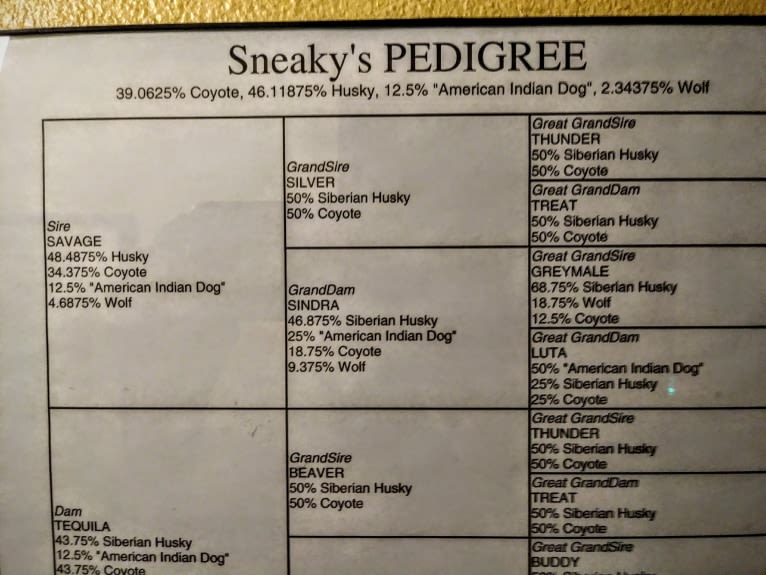 Sneaky's PEDIGREE
39.0625% Coyote, 46.11875% Husky, 12.5% "American Indian Dog", 2.34375% Wolf
Sire
SAVAGE
48.4875% Husky
34.375% Coyote
12.5% "American Indian Dog"
4.6875% Wolf
Dam
TEQUILA
43.75% Siberian Husky
12.5% "American Indian Dog"
43.75% Coyote
GrandSire
SILVER
50% Siberian Husky
50% Coyote
GrandDam
SINDRA
46.875% Siberian Husky
25% "American Indian Dog"
18.75% Coyote
9.375% Wolf
GrandSire
BEAVER
50% Siberian Husky
50% Coyote
Great GrandSire
THUNDER
50% Siberian Husky
50% Coyote
Great GrandDam
TREAT
50% Siberian Husky
50% Coyote
Great GrandSire
GREYMALE
68.75% Siberian Husky
18.75% Wolf
12.5% Coyote
Great GrandDam
LUTA
50% "American Indian Dog"
25% Siberian Husky
25% Coyote
Great GrandSire
THUNDER
50% Siberian Husky
50% Coyote
Great GrandDam
TREAT
50% Siberian Husky
50% Coyote
Great GrandSire
BUDDY